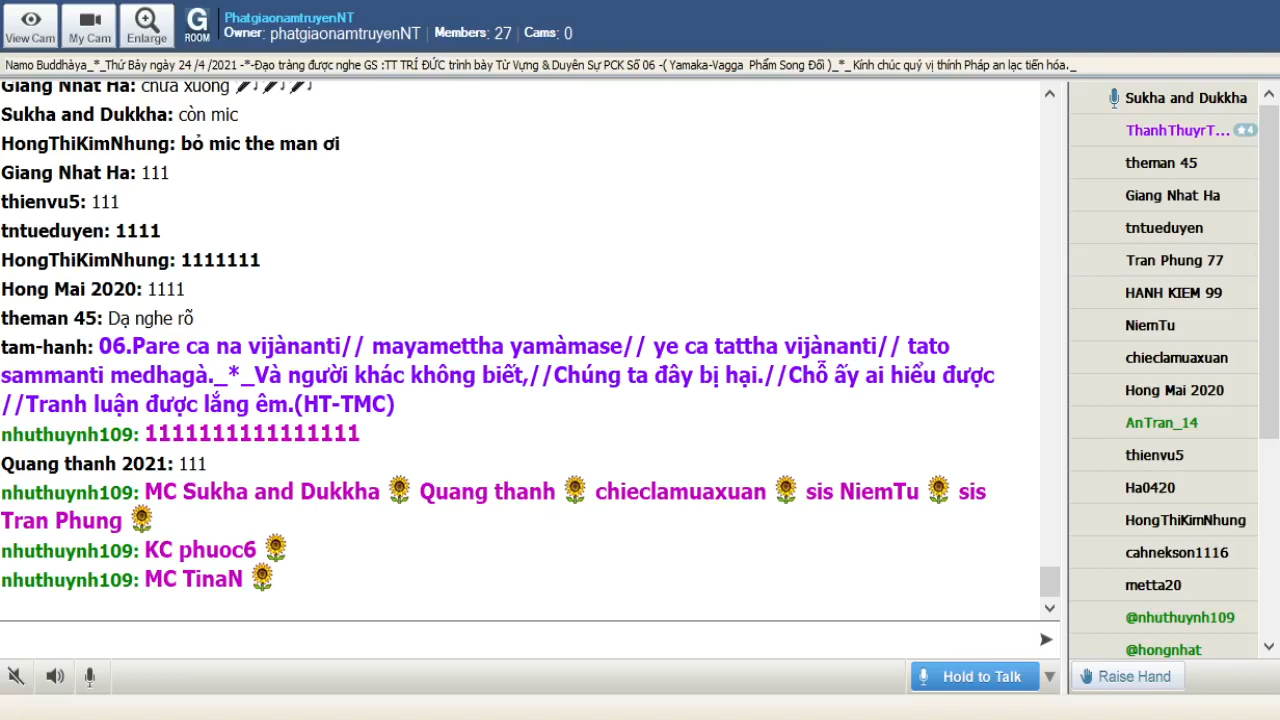 View Cam
My Cam
Enlarge
G
ROOM
PhatgiaonamtruyenNT
Owner: phatgiaonamtruyenNT | Members: 27 | Cams: 0
Namo Buddhàya_*_Thứ Bảy ngày 24 /4 /2021 -*-Đạo tràng được nghe GS :TT TRÍ ĐỨC trình bày Từ Vựng & Duyên Sự PCK Số 06 -( Yamaka-Vagga Phẩm Song Đối )_*_ Kính chúc quý vị thính Pháp an lạc tiến hóa._
Giang Nhat Ha: chưa xuống
Sukha and Dukkha: còn mic
HongThiKimNhung: bỏ mic the man ơi
Giang Nhat Ha: 111
thienvu5: 111
tntueduyen: 1111
HongThiKimNhung: 1111111
Hong Mai 2020: 1111
theman 45: Dạ nghe rõ
tam-hanh: 06.Pare ca na vijànanti// mayamettha yamàmase// ye ca tattha vijànanti// tato
sammanti medhagà._*_Và người khác không biết,//Chúng ta đây bị hại.//Chỗ ấy ai hiểu được
//Tranh luận được lắng êm.(HT-TMC)
nhuthuynh109: 1111111111111111
Quang thanh 2021: 111
nhuthuynh109: MC Sukha and Dukkha 🌻 Quang thanh 🌻 chieclamuaxuan 🌻 sis NiemTu 🌻 sis
Tran Phung 🌻
nhuthuynh109: KC phuoc6 🌻
nhuthuynh109: MC TinaN 🌻
Hold to Talk
Sukha and Dukkha
ThanhThuyrT... ★4
theman 45
Giang Nhat Ha
tntueduyen
Tran Phung 77
HANH KIEM 99
NiemTu
chieclamuaxuan
Hong Mai 2020
AnTran_14
thienvu5
Ha0420
HongThiKimNhung
cahnekson1116
metta20
@nhuthuynh109
@hongnhat
Raise Hand